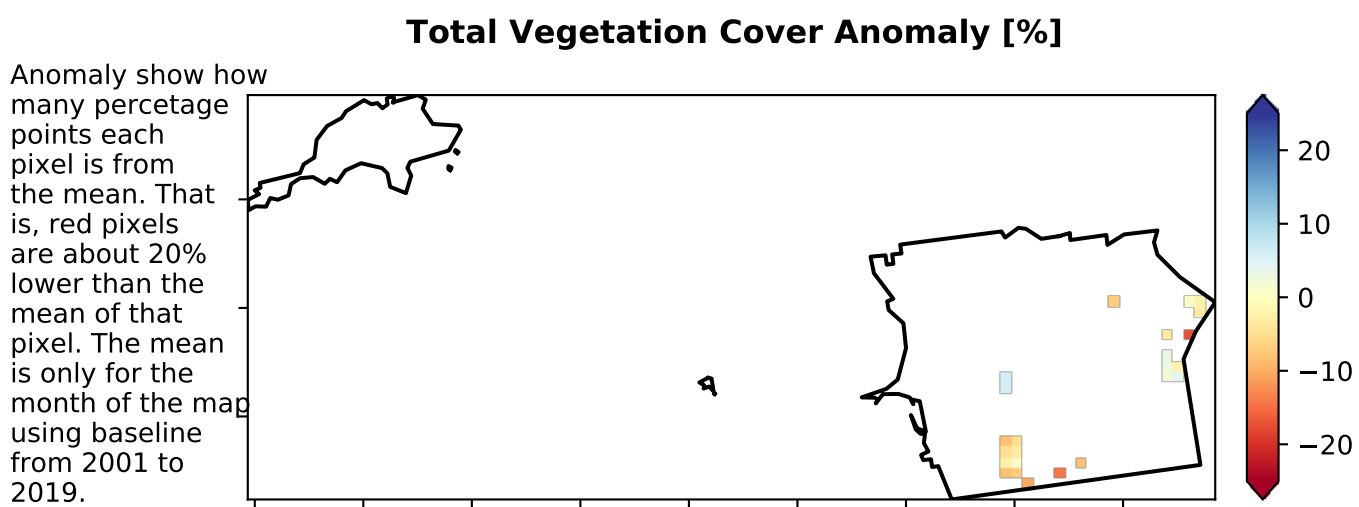 Total Vegetation Cover Anomaly [%]
Anomaly show how
many percetage
points each
pixel is from
the mean. That
is, red pixels
are about 20%
lower than the
mean of that
pixel. The mean
is only for the
month of the map
using baseline
from 2001 to
2019.
20
10
0
−10
−20